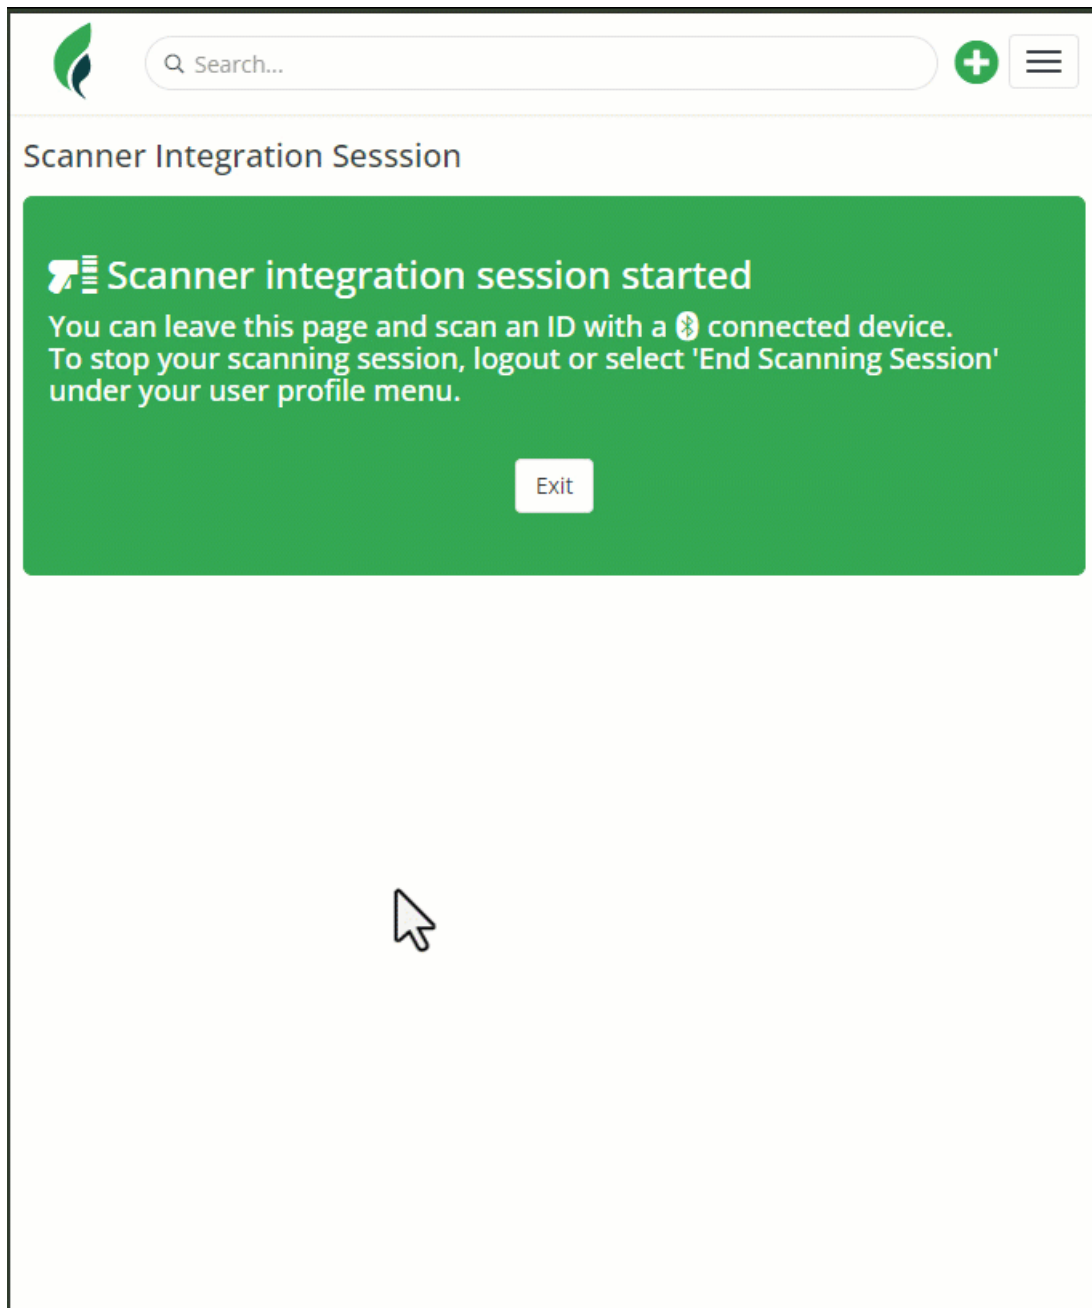 Search...
Scanner Integration Sesssion
Scanner integration session started
You can leave this page and scan an ID with a connected device.
To stop your scanning session, logout or select 'End Scanning Session'
under your user profile menu.
Exit